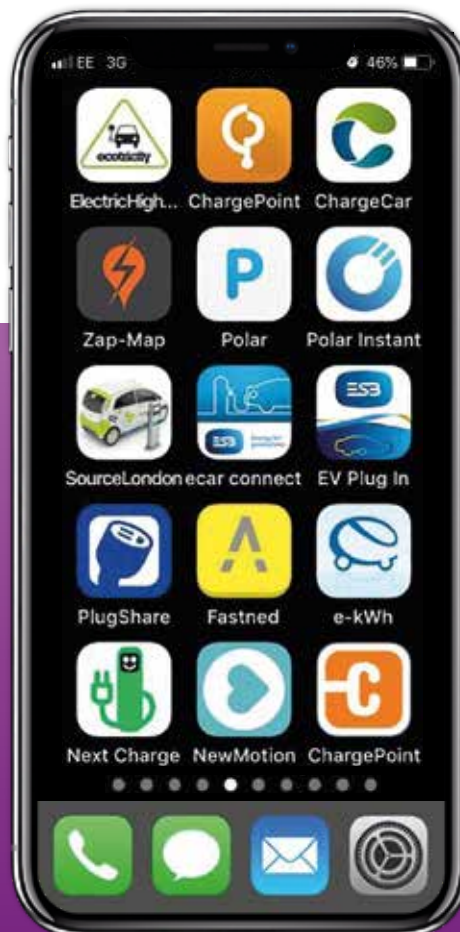 EE 3G 46%
ecotricity
ElectricHigh... ChargePoint ChargeCar
P
Zap-Map Polar Polar Instant
ESB
ESB
SourceLondon ecar connect EV Plug In
PlugShare Fastned e-kWh
C
Next Charge NewMotion ChargePoint